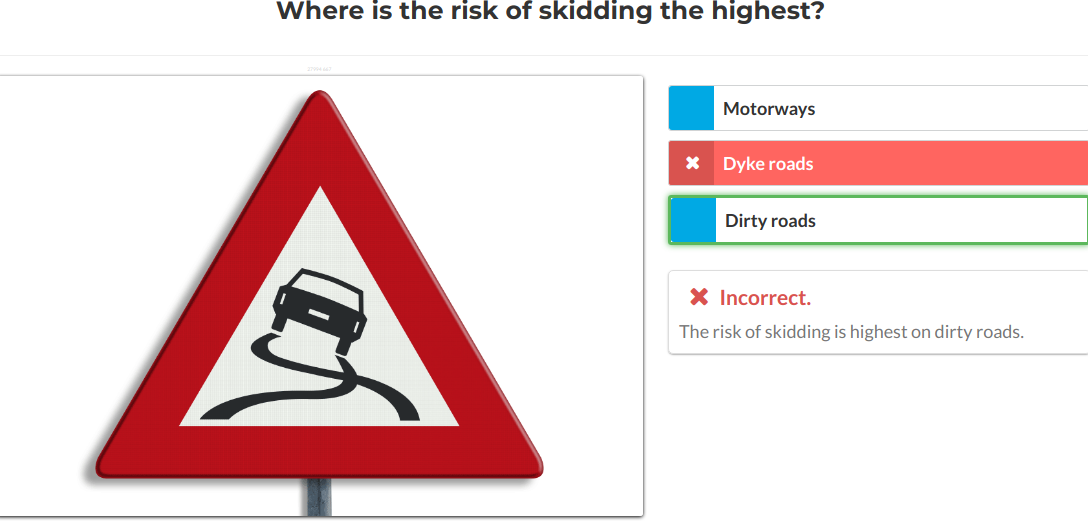 Where is the risk of skidding the highest?
Motorways
Dyke roads
Dirty roads
Incorrect.
The risk of skidding is highest on dirty roads.